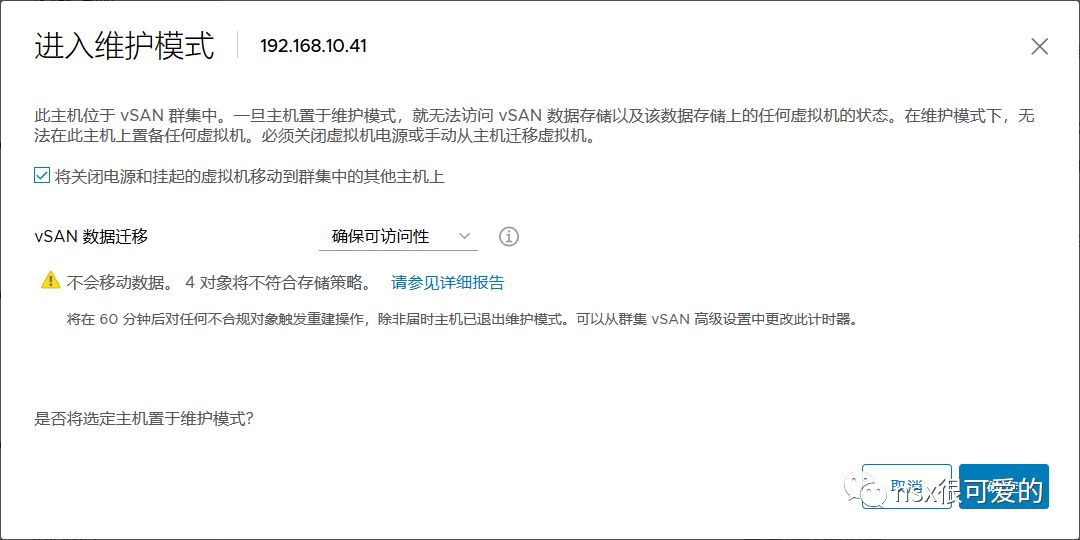 进入维护模式 192.168.10.41
此主机位于 vSAN 群集中。一旦主机置于维护模式，就无法访问 vSAN 数据存储以及该数据存储上的任何虚拟机的状态。在维护模式下，无
法在此主机上置备任何虚拟机。必须关闭虚拟机电源或手动从主机迁移虚拟机。
将关闭电源和挂起的虚拟机移动到群集中的其他主机上
vSAN 数据迁移 确保可访问性
不会移动数据。 4 对象将不符合存储策略。 请参见详细报告
将在 60 分钟后对任何不合规对象触发重建操作，除非届时主机已退出维护模式。可以从群集 vSAN 高级设置中更改此计时器。
是否将选定主机置于维护模式?
取消
nsx很可爱的